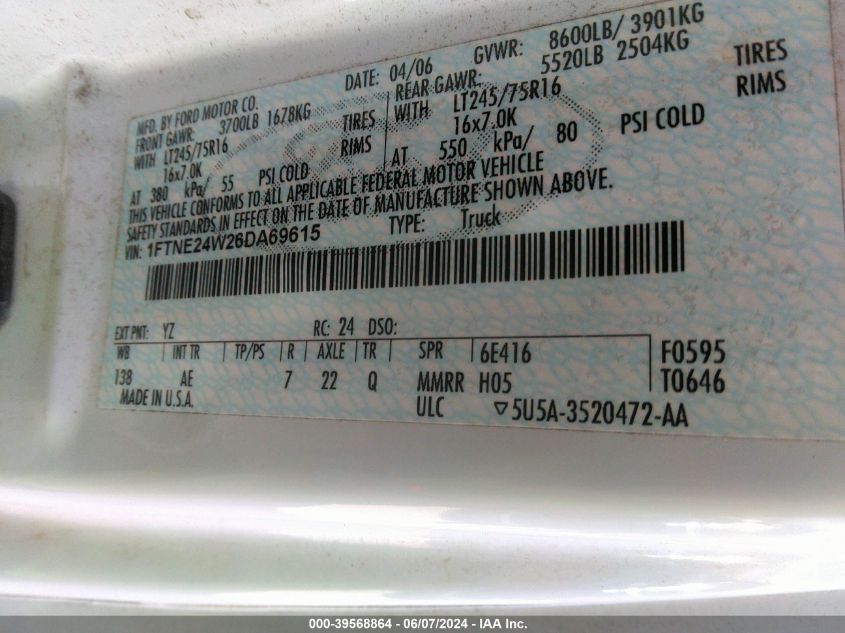 MFD. BY FORD MOTOR CO.
DATE: 04/06 GVWR: 8600LB/ 3901KG
FRONT GAWR: 3700LB 1678KG REAR GAWR: 5520LB 2504KG
WITH LT245/75R16 TIRES WITH LT245/75R16 TIRES
16x7.0K RIMS 16x7.0K RIMS
AT 380 kPa/ 55 PSI COLD AT 550 kPa/ 80 PSI COLD
THIS VEHICLE CONFORMS TO ALL APPLICABLE FEDERAL MOTOR VEHICLE
SAFETY STANDARDS IN EFFECT ON THE DATE OF MANUFACTURE SHOWN ABOVE.
VIN: 1FTNE24W26DA69615 TYPE: Truck
EXT PNT: YZ RC: 24 DSO:
WB INT TR TP/PS R AXLE TR SPR 6E416 F0595
138 AE 7 22 Q MMRR H05 T0646
MADE IN U.S.A. ULC ▽5U5A-3520472-AA
000-39568864 | 06/07/2024 - IAA Inc.